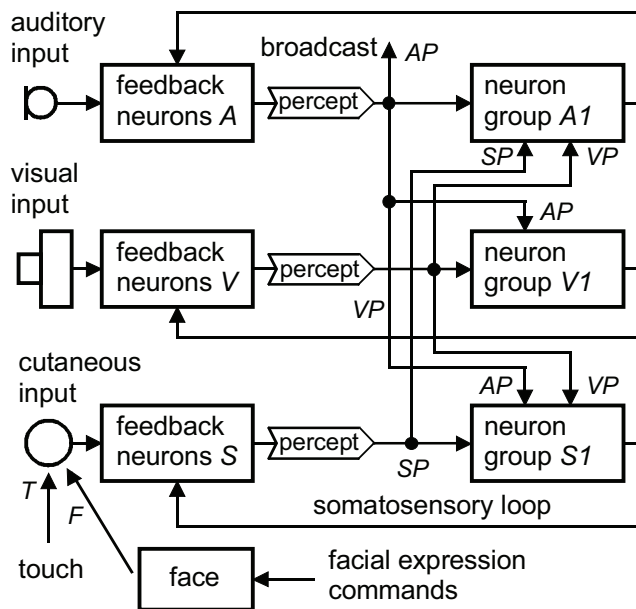 auditory
input
broadcast
AP
feedback
neurons A
percept
neuron
group A1
SP
VP
visual
input
AP
feedback
neurons V
percept
neuron
group V1
VP
cutaneous
input
AP
VP
feedback
neurons S
percept
neuron
group S1
SP
T
F
somatosensory loop
touch
face
facial expression
commands